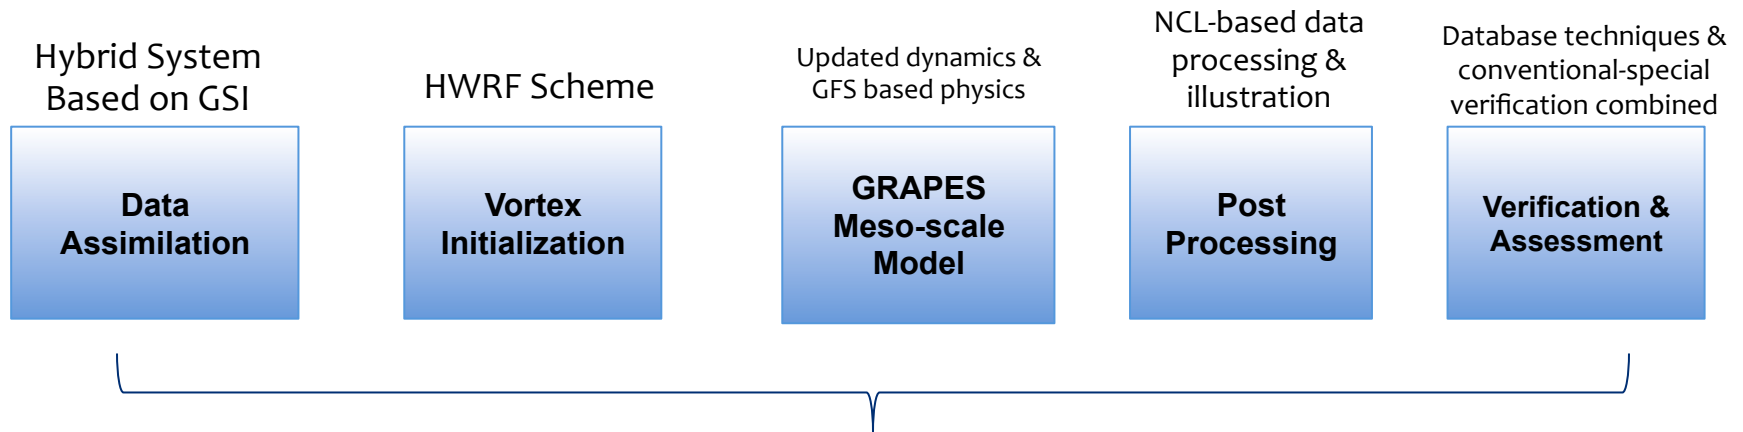 Hybrid System
Based on GSI
Data
Assimilation
HWRF Scheme
Vortex
Initialization
Updated dynamics &
GFS based physics
GRAPES
Meso-scale
Model
NCL-based data
processing &
illustration
Post
Processing
Database techniques &
conventional-special
verification combined
Verification &
Assessment